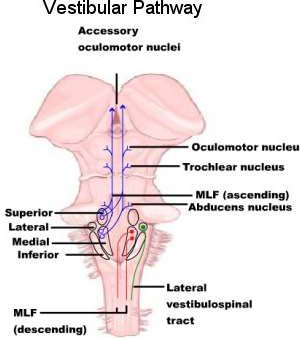 Vestibular Pathway
Accessory
oculomotor nuclei
Oculomotor nucleu
Trochlear nucleus
MLF (ascending)
Abducens nucleus
Superior
Lateral
Medial
Inferior
Lateral
vestibulospinal
tract
MLF
(descending)